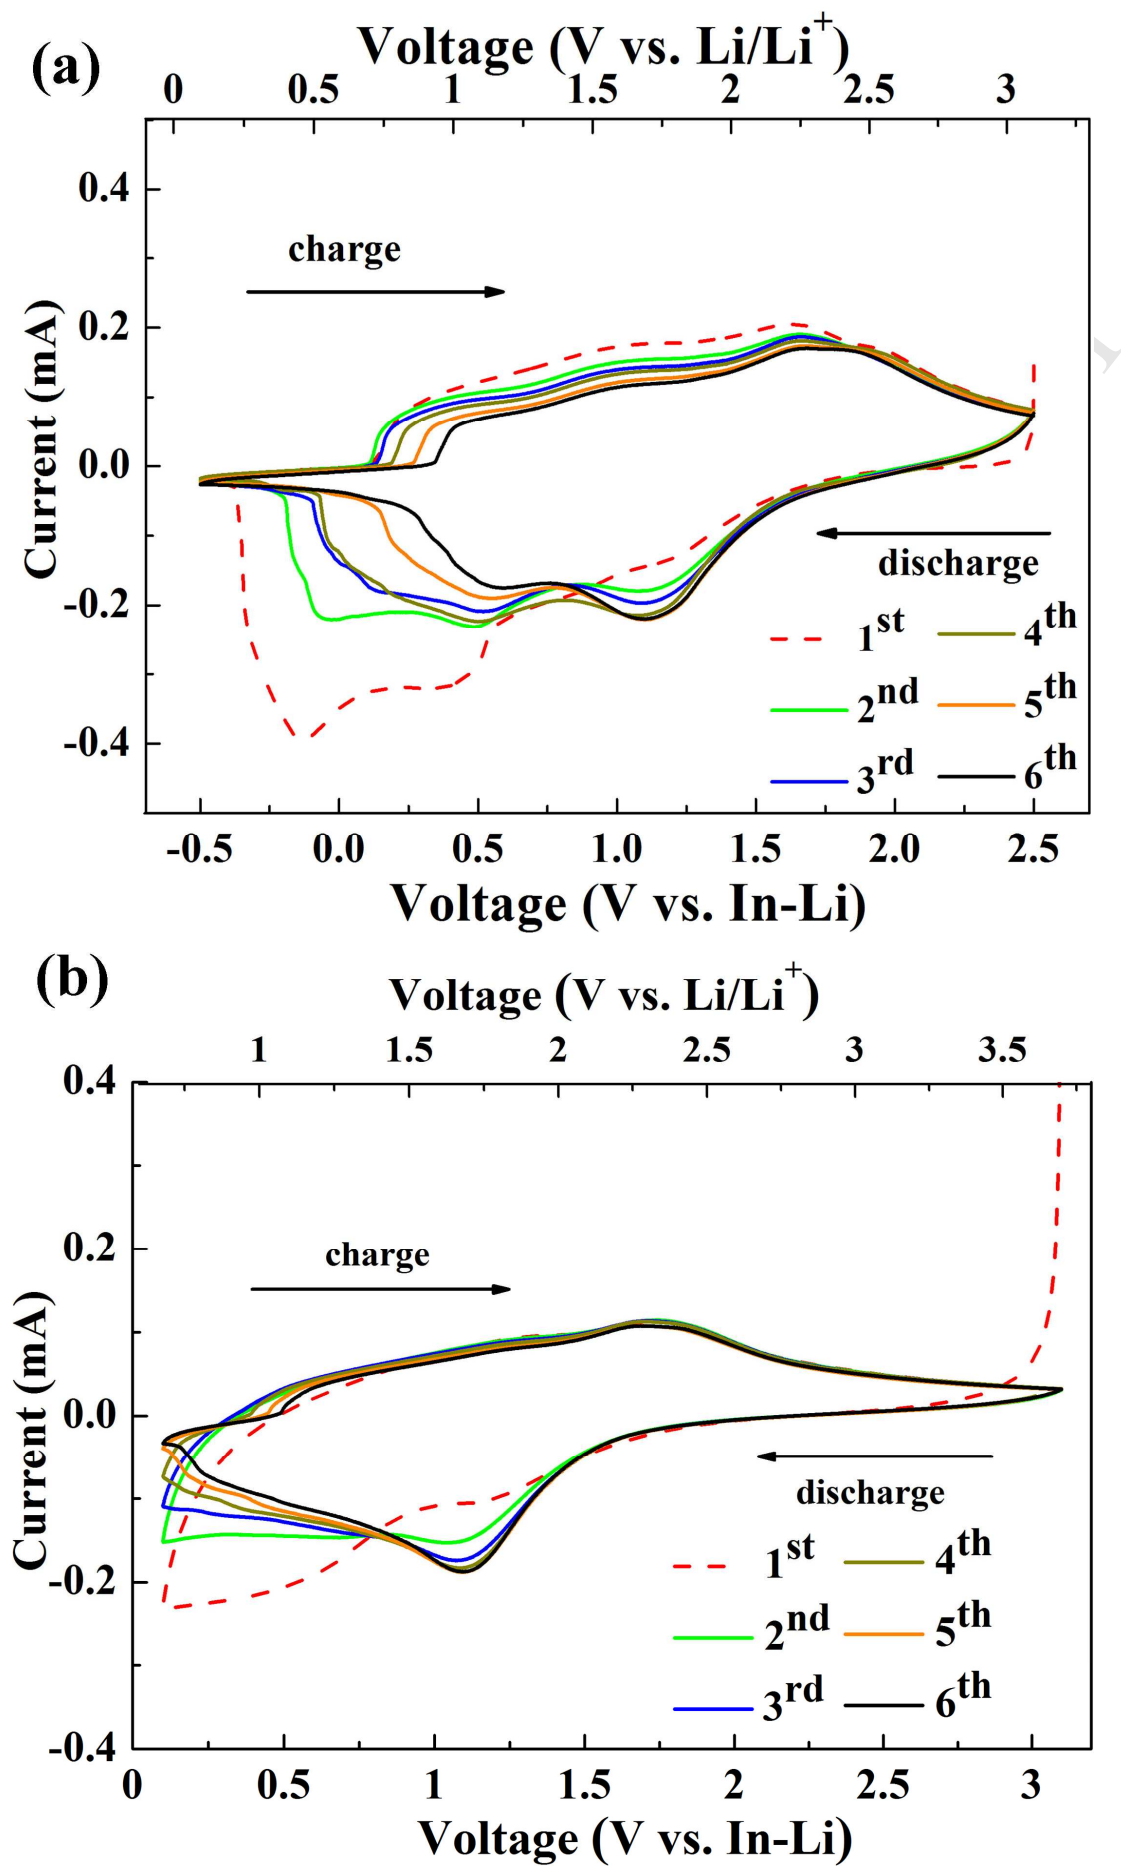 (a)
Voltage (V vs. Li/Li⁺)
0 0.5 1 1.5 2 2.5 3
0.4
0.2
0.0
-0.2
-0.4
Current (mA)
charge
discharge
1st 4th
2nd 5th
3rd 6th
-0.5 0.0 0.5 1.0 1.5 2.0 2.5
Voltage (V vs. In-Li)
(b)
Voltage (V vs. Li/Li⁺)
1 1.5 2 2.5 3 3.5
0.4
0.2
0.0
-0.2
-0.4
Current (mA)
charge
discharge
1st 4th
2nd 5th
3rd 6th
0 0.5 1 1.5 2 2.5 3
Voltage (V vs. In-Li)